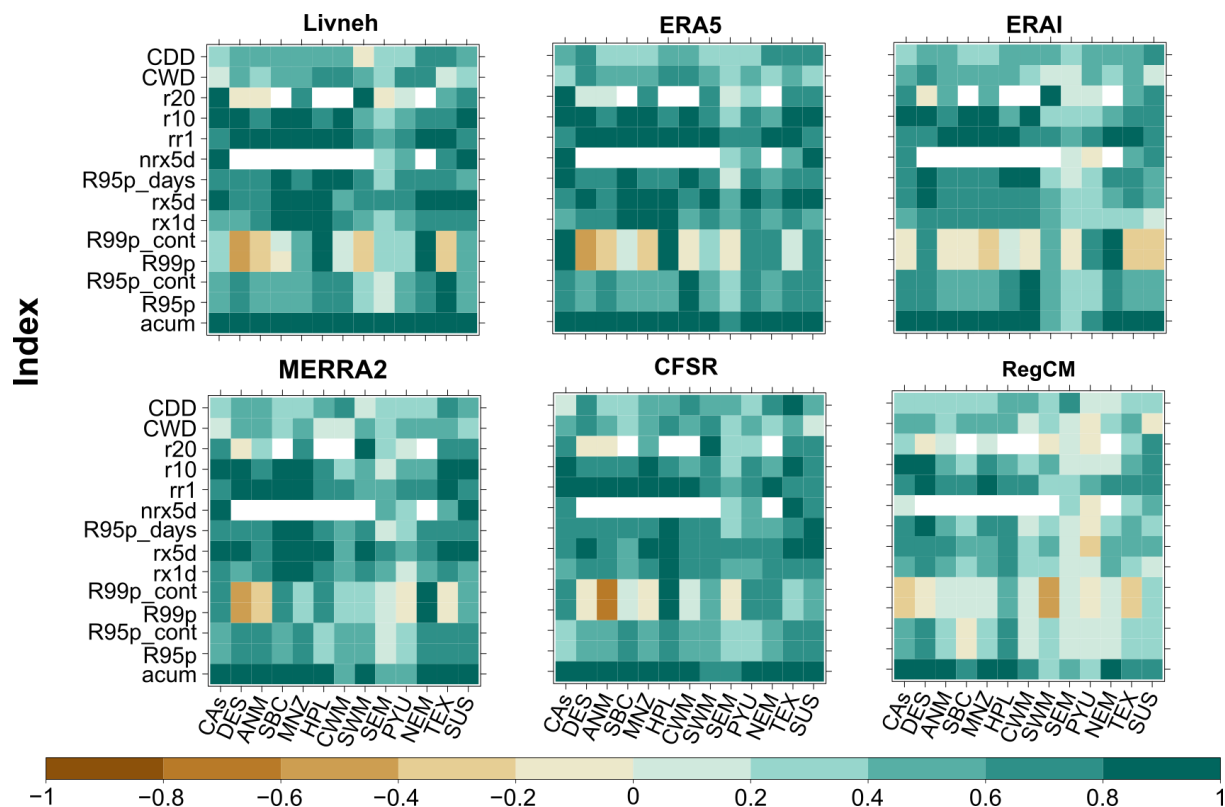 Livneh
ERA5
ERAI
CDD
CWD
r20
r10
rr1
nrx5d
R95p_days
rx5d
rx1d
R99p_cont
R99p
R95p_cont
R95p
acum
Index
MERRA2
CFSR
RegCM
CDD
CWD
r20
r10
rr1
nrx5d
R95p_days
rx5d
rx1d
R99p_cont
R99p
R95p_cont
R95p
acum
CAs DES ANM SBC MNZ HPL CWM SWM SEM PYU NEM TEX SUS
CAs DES ANM SBC MNZ HPL CWM SWM SEM PYU NEM TEX SUS
CAs DES ANM SBC MNZ HPL CWM SWM SEM PYU NEM TEX SUS
−1 −0.8 −0.6 −0.4 −0.2 0 0.2 0.4 0.6 0.8 1